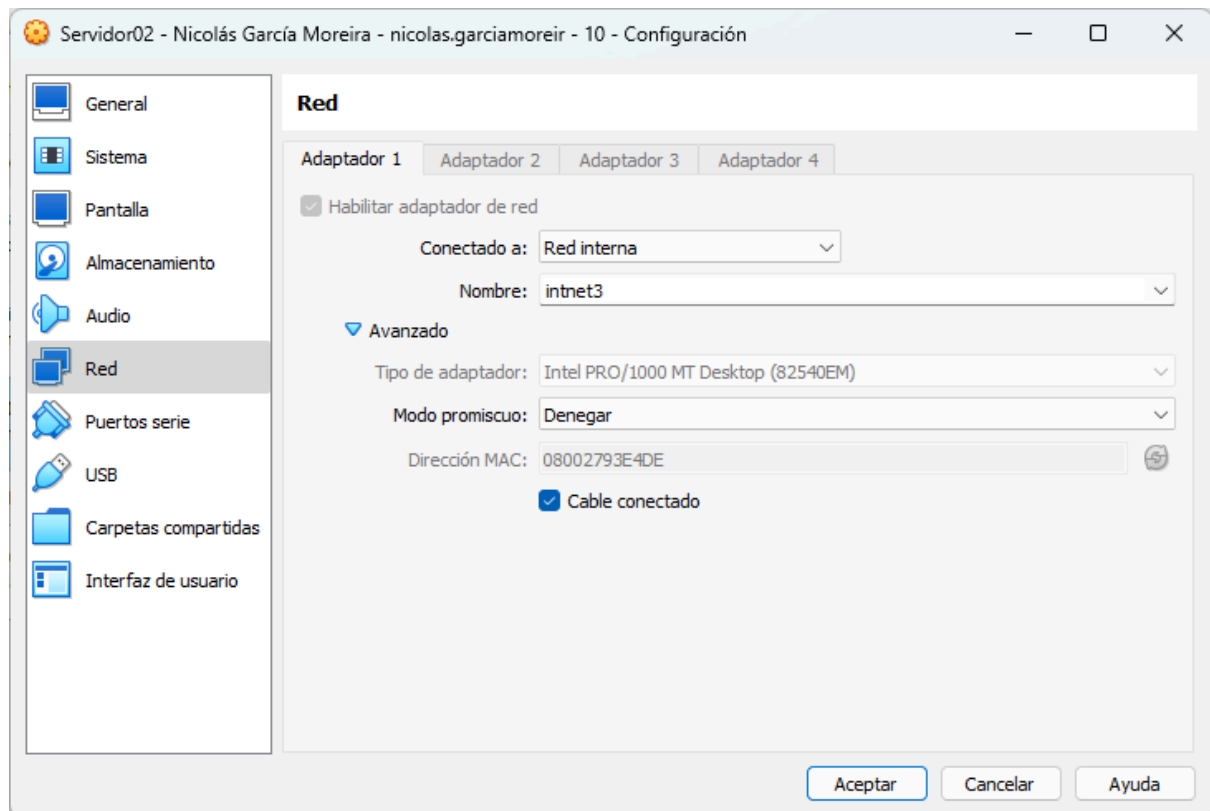 Servidor02 - Nicolás García Moreira - nicolas.garciamoreir - 10 - Configuración
General
Sistema
Pantalla
Almacenamiento
Audio
Red
Puertos serie
USB
Carpetas compartidas
Interfaz de usuario
Red
Adaptador 1 Adaptador 2 Adaptador 3 Adaptador 4
Habilitar adaptador de red
Conectado a: Red interna
Nombre: intnet3
Avanzado
Tipo de adaptador: Intel PRO/1000 MT Desktop (82540EM)
Modo promiscuo: Denegar
Dirección MAC: 08002793E4DE
Cable conectado
Aceptar Cancelar Ayuda